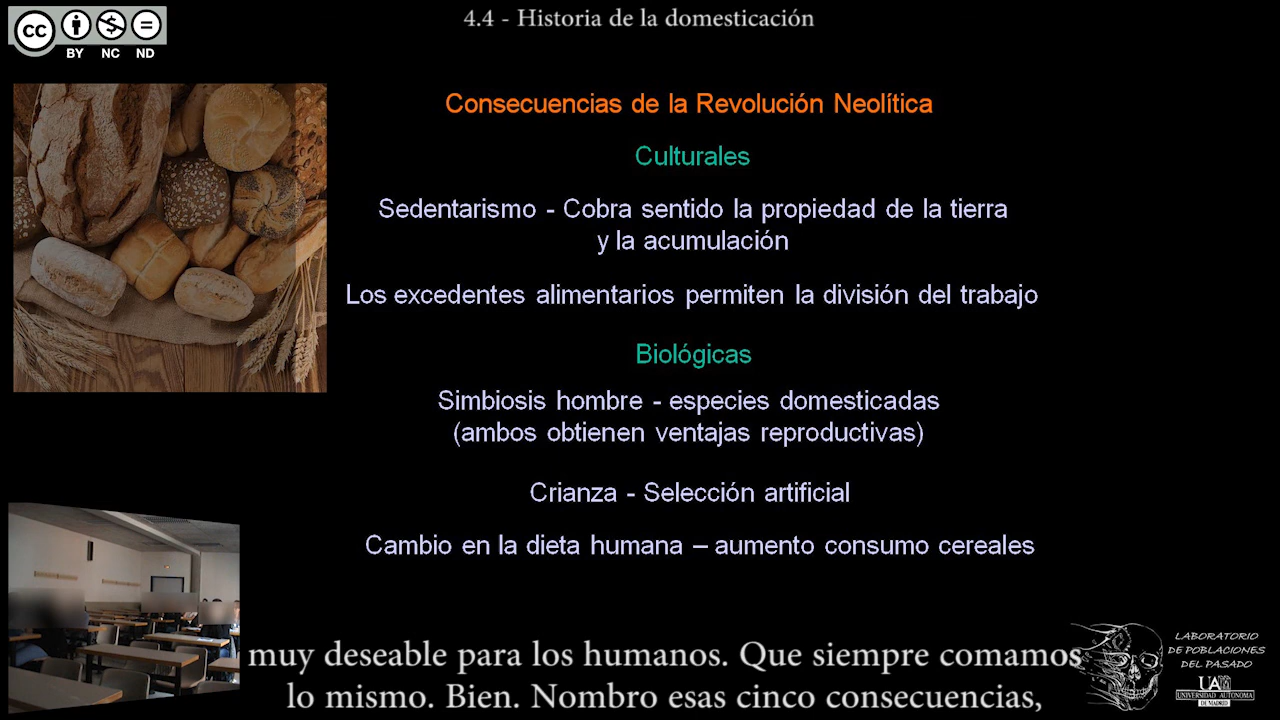 4.4 - Historia de la domesticación
cc
BY NC ND
Consecuencias de la Revolución Neolítica
Culturales
Sedentarismo - Cobra sentido la propiedad de la tierra
y la acumulación
Los excedentes alimentarios permiten la división del trabajo
Biológicas
Simbiosis hombre - especies domesticadas
(ambos obtienen ventajas reproductivas)
Crianza - Selección artificial
Cambio en la dieta humana – aumento consumo cereales
muy deseable para los humanos. Que siempre comamos
lo mismo. Bien. Nombro esas cinco consecuencias,
LABORATORIO
DE POBLACIONES
DEL PASADO
UAM
UNIVERSIDAD AUTONOMA
DE MADRID